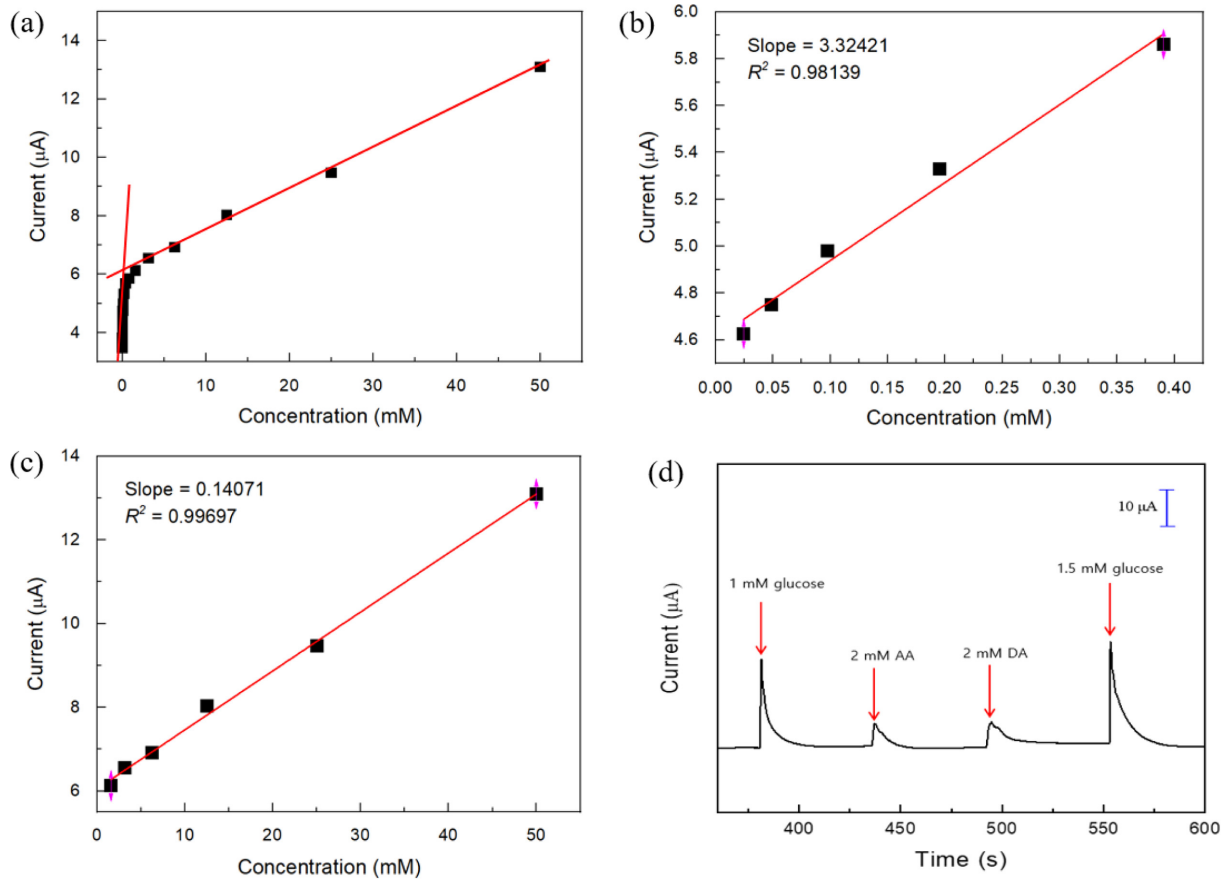 (a)
14
12
10
8
6
4
0
10
20
30
40
50
Current (μA)
Concentration (mM)
(b)
Slope = 3.32421
R² = 0.98139
6.0
5.8
5.6
5.4
5.3
5.2
5.0
4.8
4.6
0.00
0.05
0.10
0.15
0.20
0.25
0.30
0.35
0.40
Current (μA)
Concentration (mM)
(c)
Slope = 0.14071
R² = 0.99697
14
12
10
8
6
0
10
20
30
40
50
Current (μA)
Concentration (mM)
(d)
10 μA
1 mM glucose
2 mM AA
2 mM DA
1.5 mM glucose
Current (μA)
400
450
500
550
600
Time (s)